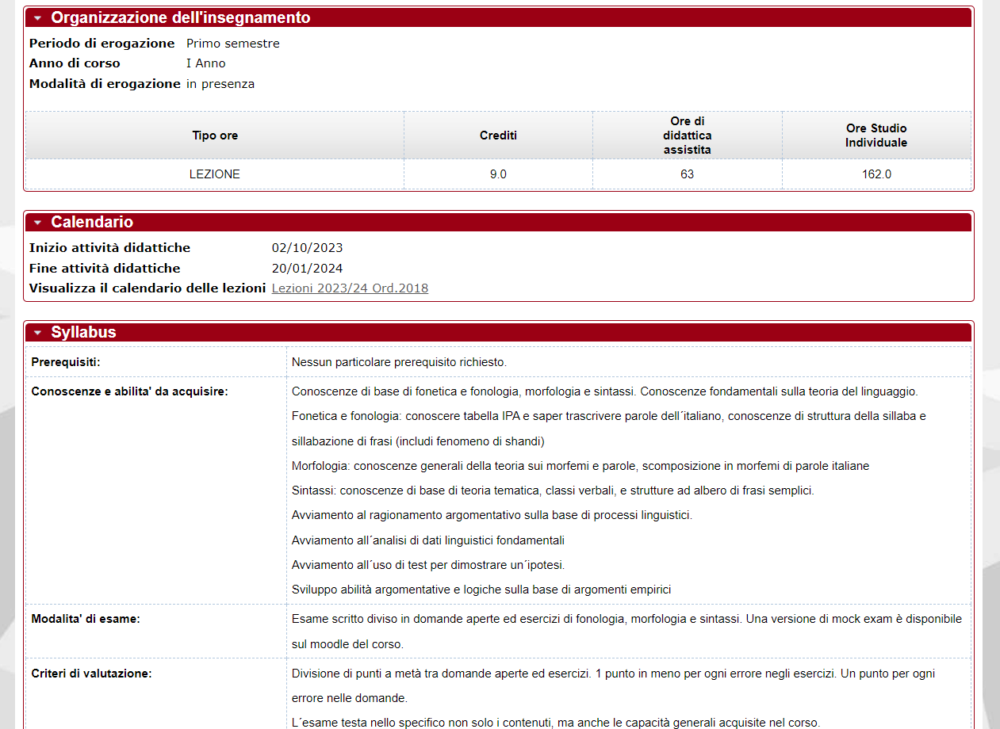 Organizzazione dell'insegnamento
Periodo di erogazione Primo semestre
Anno di corso I Anno
Modalità di erogazione in presenza
Tipo ore Crediti Ore di didattica assistita Ore Studio Individuale
LEZIONE 9.0 63 162.0
Calendario
Inizio attività didattiche 02/10/2023
Fine attività didattiche 20/01/2024
Visualizza il calendario delle lezioni Lezioni 2023/24 Ord.2018
Syllabus
Prerequisiti: Nessun particolare prerequisito richiesto.
Conoscenze e abilita' da acquisire: Conoscenze di base di fonetica e fonologia, morfologia e sintassi. Conoscenze fondamentali sulla teoria del linguaggio.
Fonetica e fonologia: conoscere tabella IPA e saper trascrivere parole dell´italiano, conoscenze di struttura della sillaba e
sillabazione di frasi (includi fenomeno di shandi)
Morfologia: conoscenze generali della teoria sui morfemi e parole, scomposizione in morfemi di parole italiane
Sintassi: conoscenze di base di teoria tematica, classi verbali, e strutture ad albero di frasi semplici.
Avviamento al ragionamento argomentativo sulla base di processi linguistici.
Avviamento all´analisi di dati linguistici fondamentali
Avviamento all´uso di test per dimostrare un´ipotesi.
Sviluppo abilità argomentative e logiche sulla base di argomenti empirici
Modalita' di esame: Esame scritto diviso in domande aperte ed esercizi di fonologia, morfologia e sintassi. Una versione di mock exam è disponibile
sul moodle del corso.
Criteri di valutazione: Divisione di punti a metà tra domande aperte ed esercizi. 1 punto in meno per ogni errore negli esercizi. Un punto per ogni
errore nelle domande.
L´esame testa nello specifico non solo i contenuti, ma anche le capacità generali acquisite nel corso.